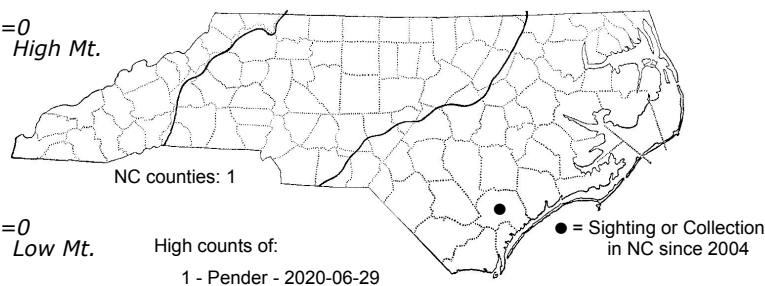 =0
High Mt.
NC counties: 1
=0
Low Mt.
High counts of:
1 - Pender - 2020-06-29
● = Sighting or Collection
in NC since 2004